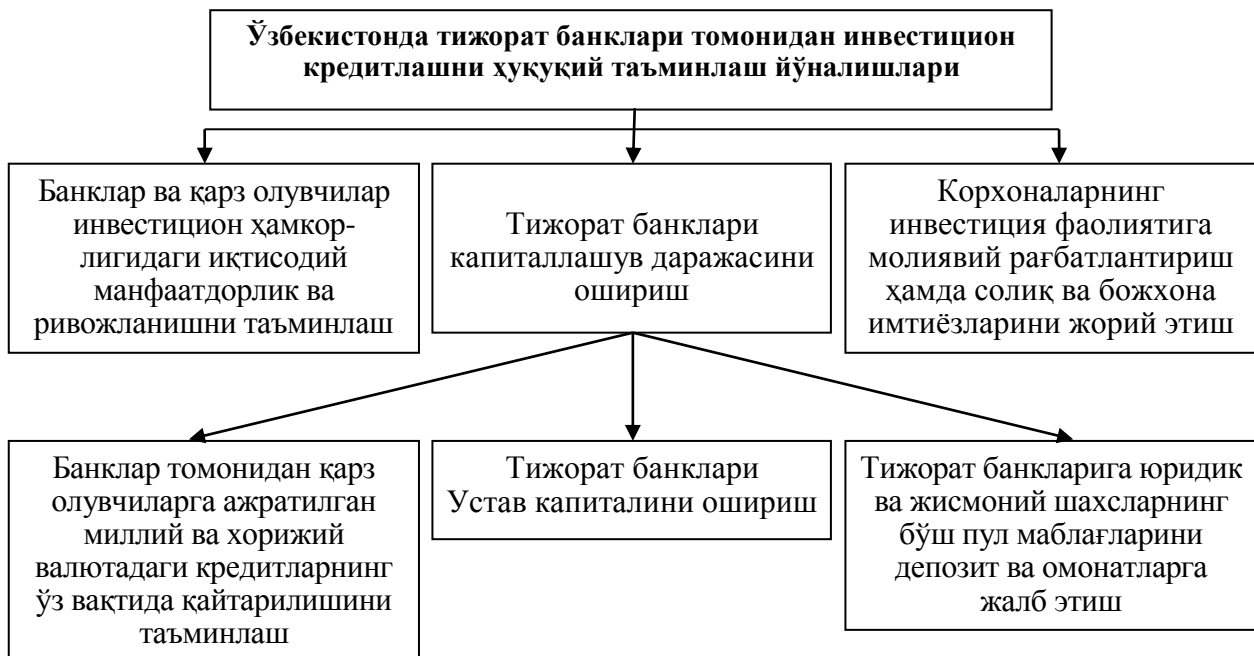 Ўзбекистонда тижорат банклари томонидан инвестицион
кредитлашни ҳуқуқий таъминлаш йўналишлари
Банклар ва қарз олувчилар
инвестицион ҳамкор-
лигидаги иқтисодий
манфаатдорлик ва
ривожланишни таъминлаш
Тижорат банклари
капиталлашув даражасини
ошириш
Корхоналарнинг
инвестиция фаолиятига
молиявий рағбатлантириш
ҳамда солиқ ва божхона
имтиёзларини жорий этиш
Банклар томонидан қарз
олувчиларга ажратилган
миллий ва хорижий
валютадаги кредитларнинг
ўз вақтида қайтарилишини
таъминлаш
Тижорат банклари
Устав капиталини ошириш
Тижорат банкларига юридик
ва жисмоний шахсларнинг
бўш пул маблағларини
депозит ва омонатларга
жалб этиш